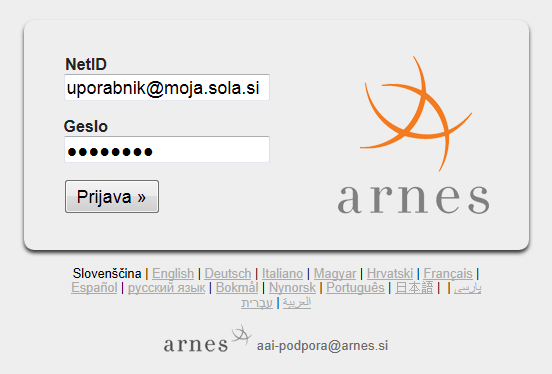 NetID
uporabnik@moja.sola.si
Geslo
●●●●●●●●
Prijava »
arnes
Slovenščina | English | Deutsch | Italiano | Magyar | Hrvatski | Français |
Español | русский язык | Bokmål | Nynorsk | Português | 日本語 | | پارسی
עִבְרִית | العربية
arnes aai-podpora@arnes.si